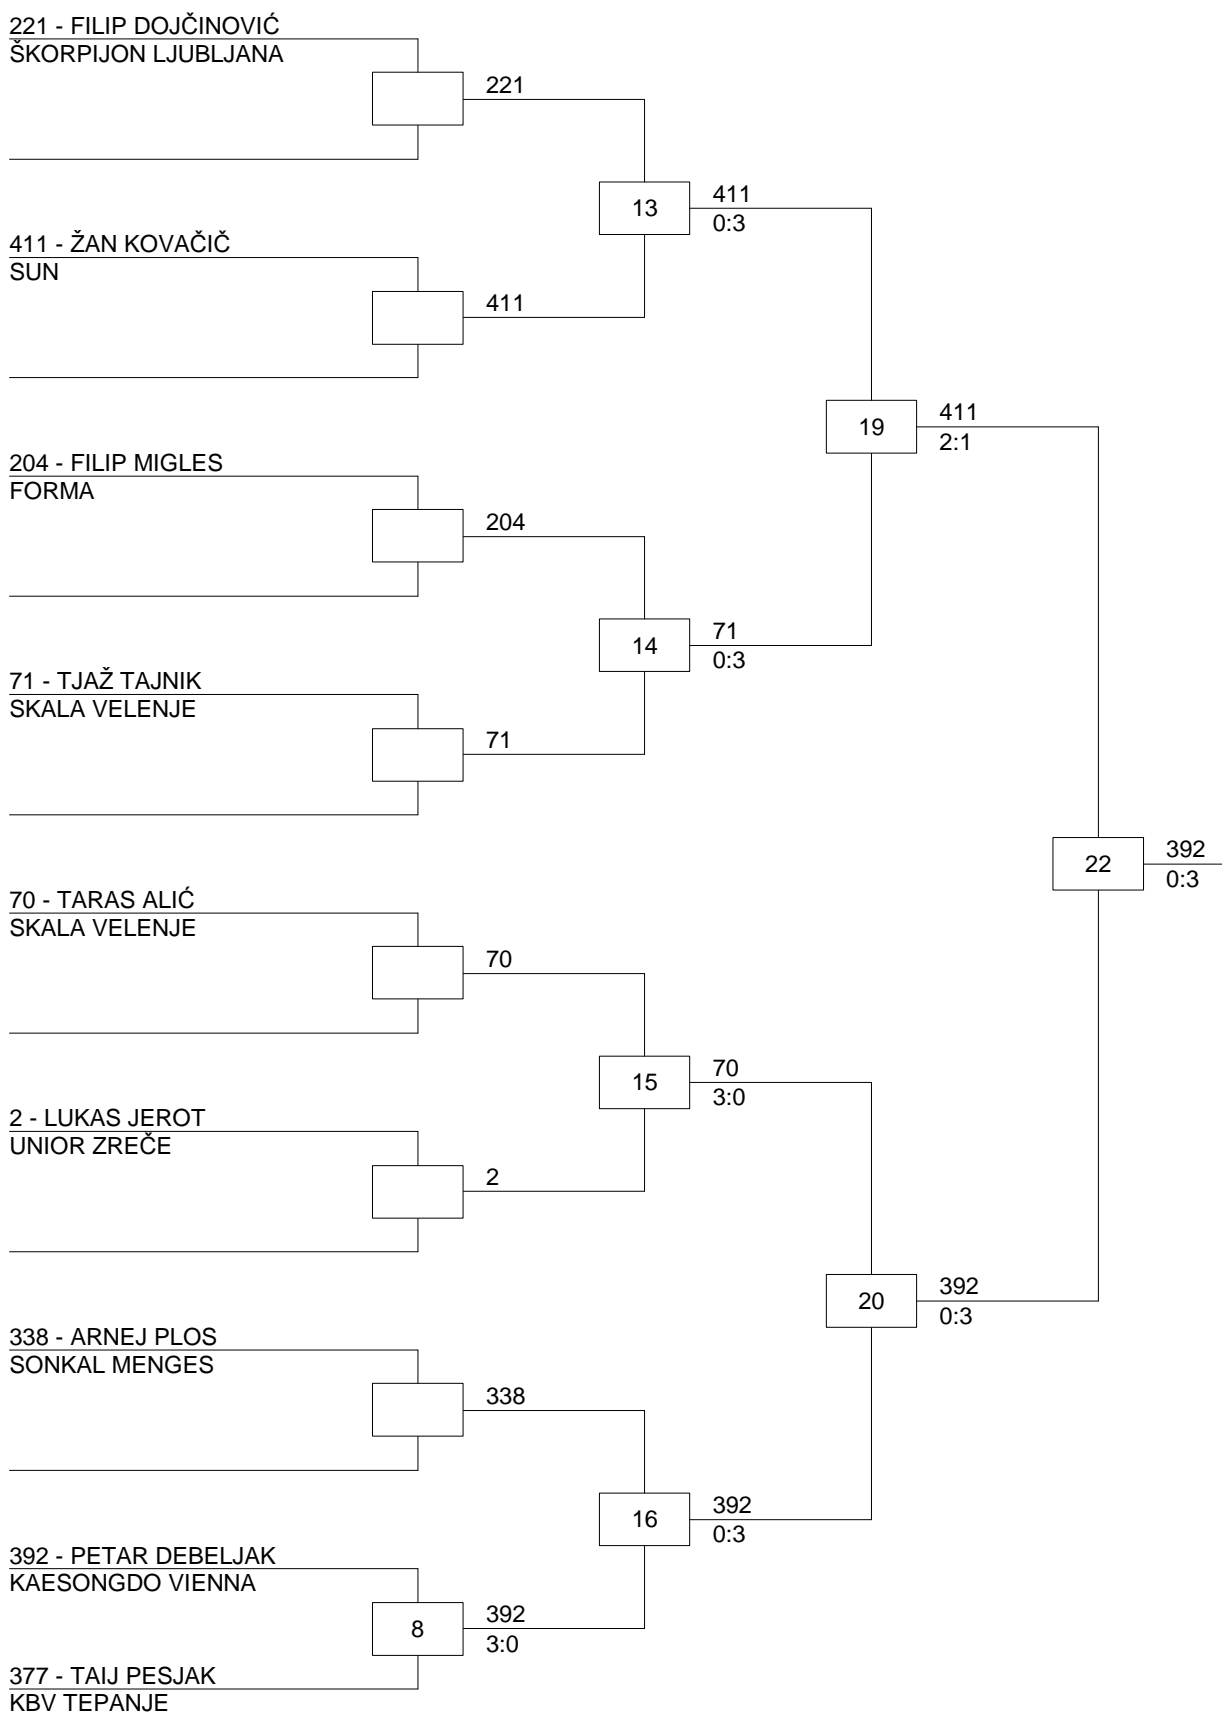 221 - FILIP DOJČINOVIĆ
ŠKORPIJON LJUBLJANA
221
13
411
0:3
411 - ŽAN KOVAČIČ
SUN
411
19
411
2:1
204 - FILIP MIGLES
FORMA
204
14
71
0:3
71 - TJAŽ TAJNIK
SKALA VELENJE
71
22
392
0:3
70 - TARAS ALIĆ
SKALA VELENJE
70
15
70
3:0
2 - LUKAS JEROT
UNIOR ZREČE
2
20
392
0:3
338 - ARNEJ PLOS
SONKAL MENGES
338
16
392
0:3
392 - PETAR DEBELJAK
KAESONGDO VIENNA
8
392
3:0
377 - TAIJ PESJAK
KBV TEPANJE